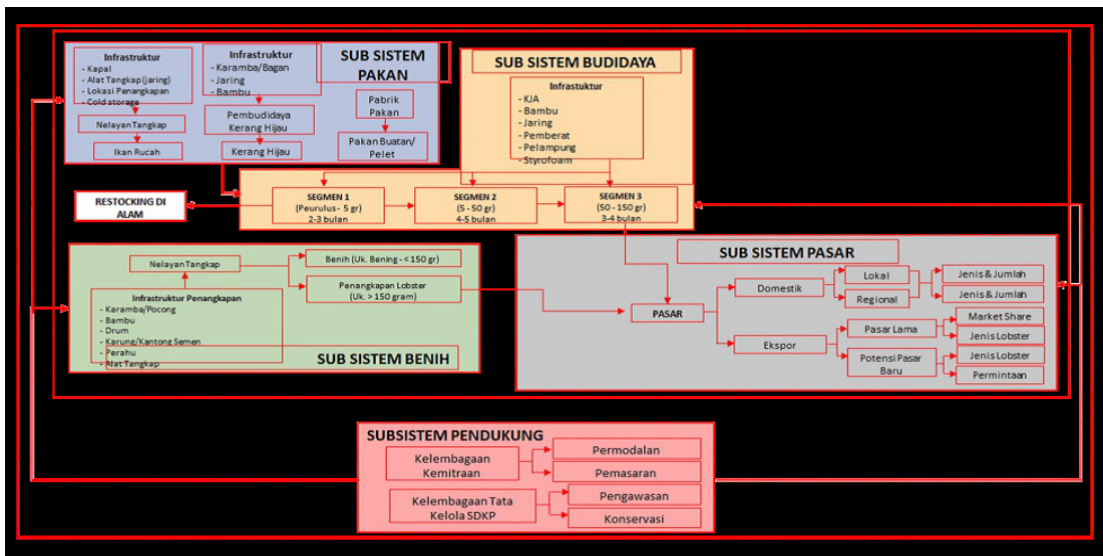 SUB SISTEM
PAKAN
Infrastruktur
- Kapal
- Alat Tangkap(jaring)
- Lokasi Penangkapan
- Cold storage
Nelayan Tangkap
Ikan Rucah
Infrastruktur
- Karamba/Bagan
- Jaring
- Bambu
Pembudidaya
Kerang Hijau
Kerang Hijau
Pabrik
Pakan
Pakan Buatan/
Pelet
SUB SISTEM BUDIDAYA
Infrastuktur
- KJA
- Bambu
- Jaring
- Pemberat
- Pelampung
- Styrofoam
SEGMEN 1
(Peurulus - 5 gr)
2-3 bulan
SEGMEN 2
(5 - 50 gr)
4-5 bulan
SEGMEN 3
(50 - 150 gr)
3-4 bulan
RESTOCKING DI
ALAM
Nelayan Tangkap
Benih (Uk. Bening - < 150 gr)
Penangkapan Lobster
(Uk. > 150 gram)
Infrastruktur Penangkapan
- Karamba/Pocong
- Bambu
- Drum
- Karung/Kantong Semen
- Perahu
- Alat Tangkap
SUB SISTEM BENIH
SUB SISTEM PASAR
PASAR
Domestik
Lokal
Regional
Jenis & Jumlah
Jenis & Jumlah
Ekspor
Pasar Lama
Potensi Pasar
Baru
Market Share
Jenis Lobster
Jenis Lobster
Permintaan
SUBSISTEM PENDUKUNG
Kelembagaan
Kemitraan
Permodalan
Pemasaran
Kelembagaan Tata
Kelola SDKP
Pengawasan
Konservasi